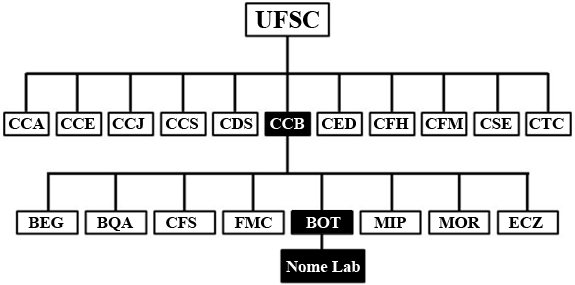 UFSC
CCA CCE CCJ CCS CDS CCB CED CFH CFM CSE CTC
BEG BQA CFS FMC BOT MIP MOR ECZ
Nome Lab